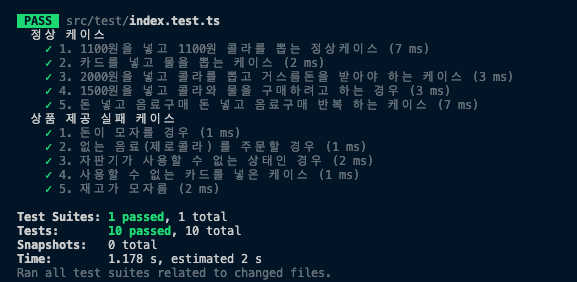 PASS src/test/index.test.ts
정상 케이스
✓ 1. 1100원을 넣고 1100원 콜라를 뽑는 정상케이스 (7 ms)
✓ 2. 카드를 넣고 물을 뽑는 케이스 (2 ms)
✓ 3. 2000원을 넣고 콜라를 뽑고 거스름돈을 받아야 하는 케이스 (3 ms)
✓ 4. 1500원을 넣고 콜라와 물을 구매하려고 하는 경우 (3 ms)
✓ 5. 돈 넣고 음료구매 돈 넣고 음료구매 반복 하는 케이스 (7 ms)
상품 제공 실패 케이스
✓ 1. 돈이 모자를 경우 (1 ms)
✓ 2. 없는 음료(제로콜라)를 주문할 경우 (1 ms)
✓ 3. 자판기가 사용할 수 없는 상태인 경우 (2 ms)
✓ 4. 사용할 수 없는 카드를 넣은 케이스 (1 ms)
✓ 5. 재고가 모자름 (2 ms)
Test Suites: 1 passed, 1 total
Tests: 10 passed, 10 total
Snapshots: 0 total
Time: 1.178 s, estimated 2 s
Ran all test suites related to changed files.